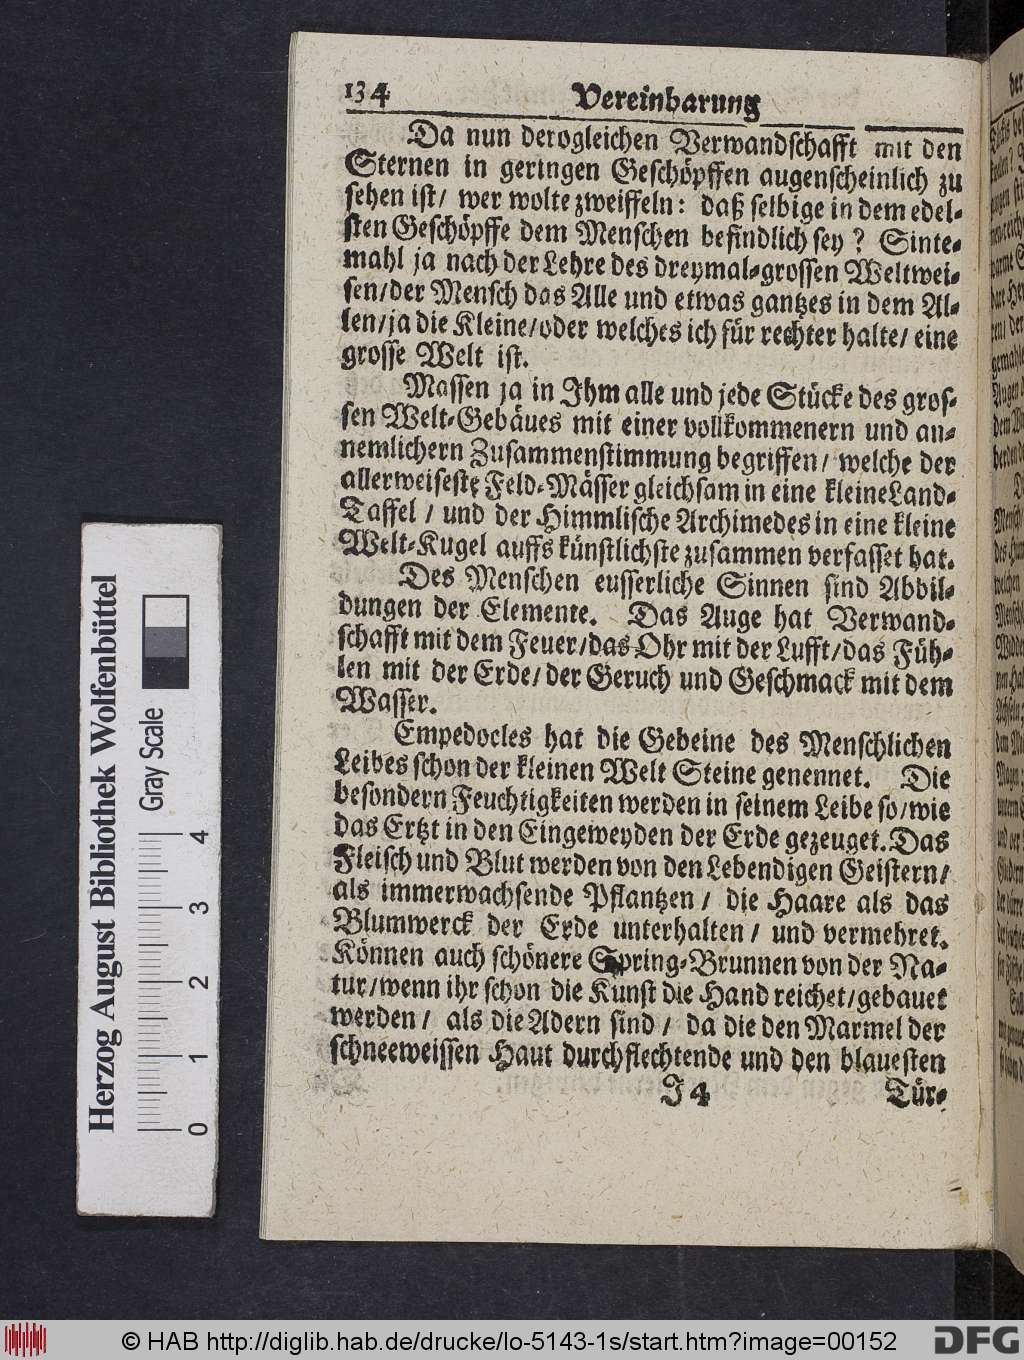 134 Vereinbarung
Da nun derogleichen Verwandschafft mit den
Sternen in geringen Geschöpffen augenscheinlich zu
sehen ist/ wer wolte zweiffeln: daß selbige in dem edel-
sten Geschöpffe dem Menschen befindlich sey? Sinte-
mahl ja nach der Lehre des dreymal-grossen Weltwei-
sen/der Mensch das Alle und etwas gantzes in dem Al-
len/ja die Kleine/oder welches ich für rechter halte/ eine
grosse Welt ist.
Massen ja in Ihm alle und jede Stücke des gros-
sen Welt-Gebäues mit einer vollkommenern und an-
nemlichern Zusammenstimmung begriffen/ welche der
allerweiseste Feld-Mässer gleichsam in eine kleine Land-
Taffel / und der Himmlische Archimedes in eine kleine
Welt-Kugel auffs künstlichste zusammen verfasset hat.
Des Menschen eusserliche Sinnen sind Abbil-
dungen der Elemente. Das Auge hat Verwand-
schafft mit dem Feuer/das Ohr mit der Lufft/das Füh-
len mit der Erde/ der Geruch und Geschmack mit dem
Wasser.
Empedocles hat die Gebeine des Menschlichen
Leibes schon der kleinen Welt Steine genennet. Die
besondern Feuchtigkeiten werden in seinem Leibe so/wie
das Ertzt in den Eingeweyden der Erde gezeuget. Das
Fleisch und Blut werden von den Lebendigen Geistern/
als immerwachsende Pflantzen / die Haare als das
Blumwerck der Erde unterhalten/ und vermehret.
Können auch schönere Spring-Brunnen von der Na-
tur/wenn ihr schon die Kunst die Hand reichet/gebauet
werden/ als die Adern sind / da die den Marmel der
schneeweissen Haut durchflechtende und den blauesten
J 4 Tür-
Herzog August Bibliothek Wolfenbüttel
Gray Scale
0 1 2 3 4
© HAB http://diglib.hab.de/drucke/lo-5143-1s/start.htm?image=00152
DFG